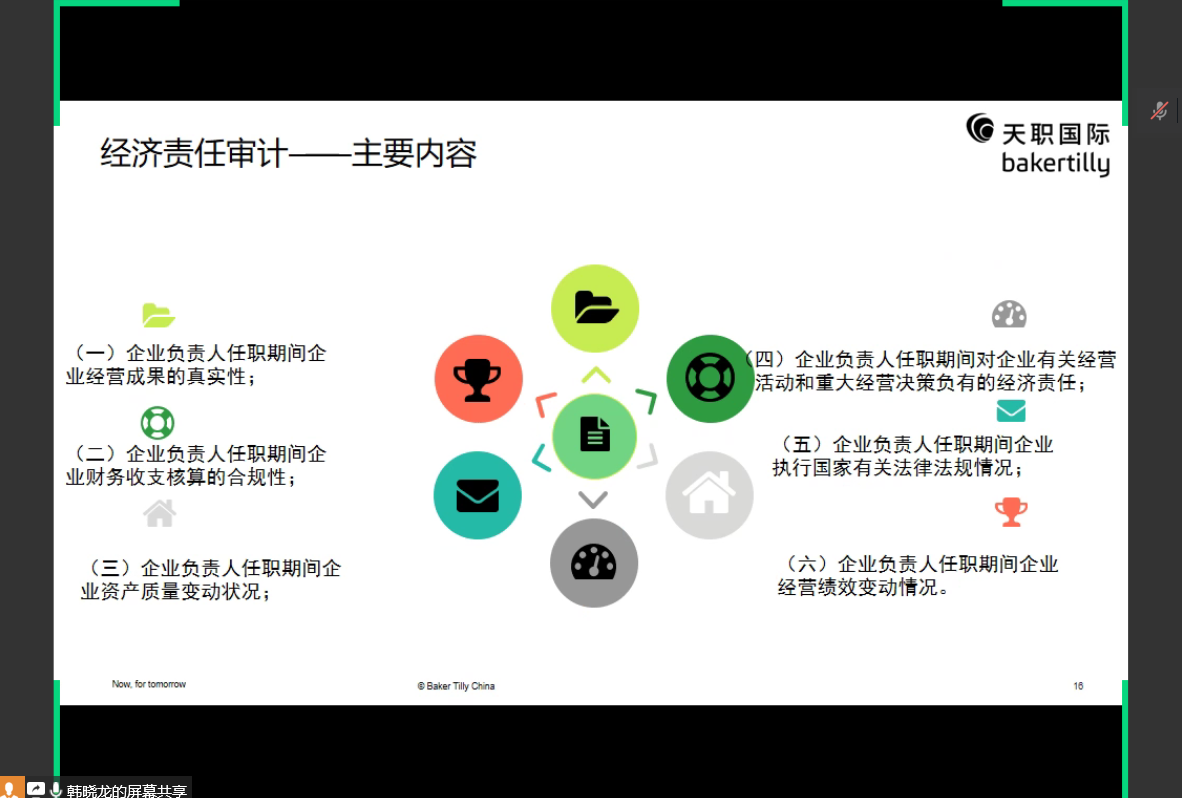 经济责任审计——主要内容
天职国际
bakertilly
（一）企业负责人任职期间企
业经营成果的真实性；
（二）企业负责人任职期间企
业财务收支核算的合规性；
（三）企业负责人任职期间企
业资产质量变动状况；
（四）企业负责人任职期间对企业有关经营
活动和重大经营决策负有的经济责任；
（五）企业负责人任职期间企业
执行国家有关法律法规情况；
（六）企业负责人任职期间企业
经营绩效变动情况。
Now, for tomorrow
© Baker Tilly China
16
韩晓龙的屏幕共享